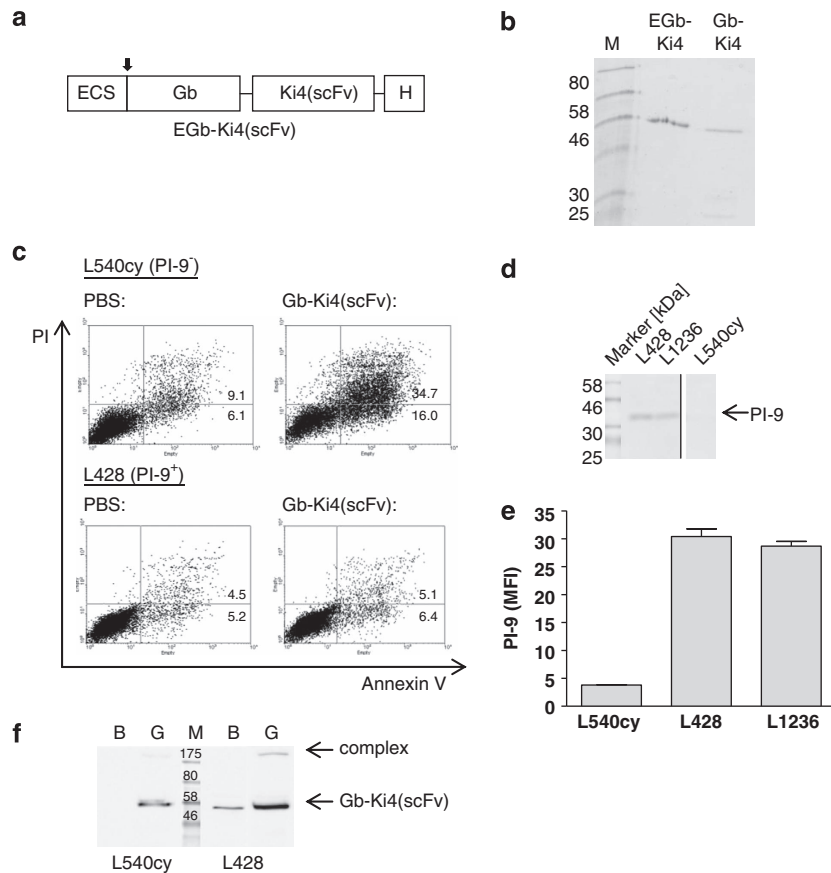 a
ECS Gb Ki4(scFv) H
EGb-Ki4(scFv)
b
M EGb-Ki4 Gb-Ki4
80
58
46
30
25
c
L540cy (PI-9⁻)
PBS: Gb-Ki4(scFv):
PI
9.1
6.1
34.7
16.0
L428 (PI-9⁺)
PBS: Gb-Ki4(scFv):
4.5
5.2
5.1
6.4
Annexin V
d
Marker [kDa] L428 L1236 L540cy
58
46
30
25
PI-9
e
PI-9 (MFI)
35
30
25
20
15
10
5
0
L540cy L428 L1236
f
B G M B G
175
80
58
46
complex
Gb-Ki4(scFv)
L540cy L428